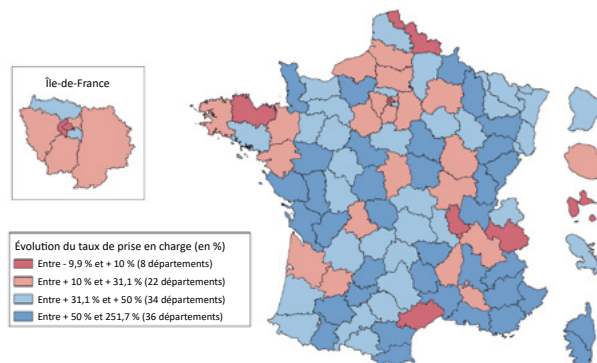 Île-de-France
Évolution du taux de prise en charge (en %)
Entre - 9,9 % et + 10 % (8 départements)
Entre + 10 % et + 31,1 % (22 départements)
Entre + 31,1 % et + 50 % (34 départements)
Entre + 50 % et 251,7 % (36 départements)